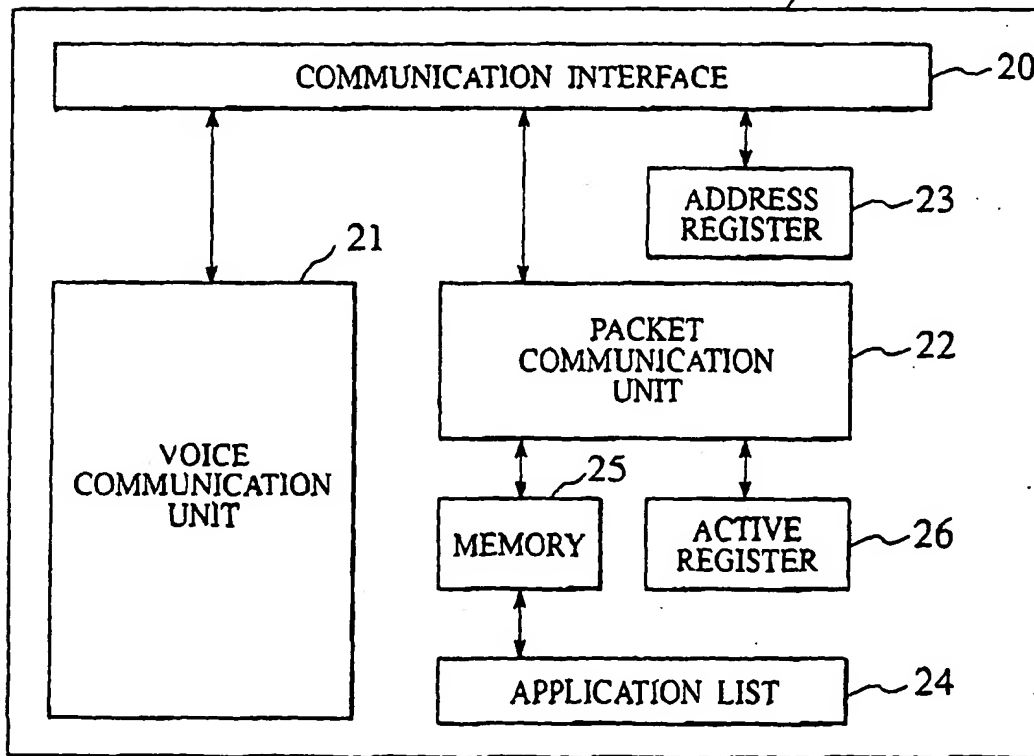 COMMUNICATION INTERFACE
20
ADDRESS
REGISTER
23
21
VOICE
COMMUNICATION
UNIT
PACKET
COMMUNICATION
UNIT
22
25
MEMORY
ACTIVE
REGISTER
26
APPLICATION LIST
24